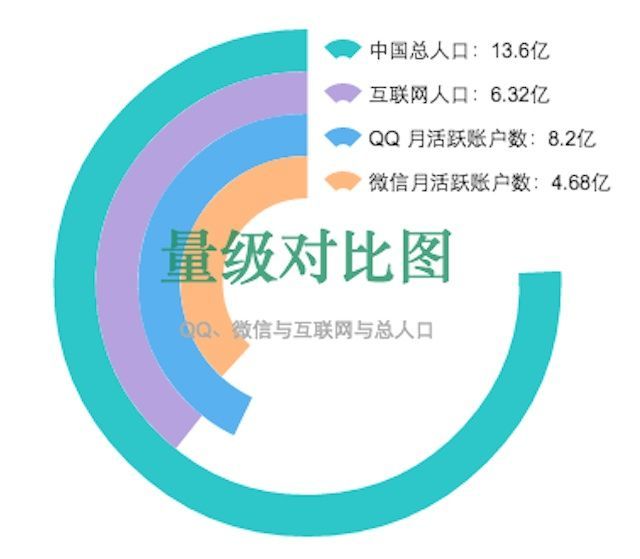 中国总人口：13.6亿
互联网人口：6.32亿
QQ 月活跃账户数：8.2亿
微信月活跃账户数：4.68亿
量级对比图
QQ、微信与互联网与总人口